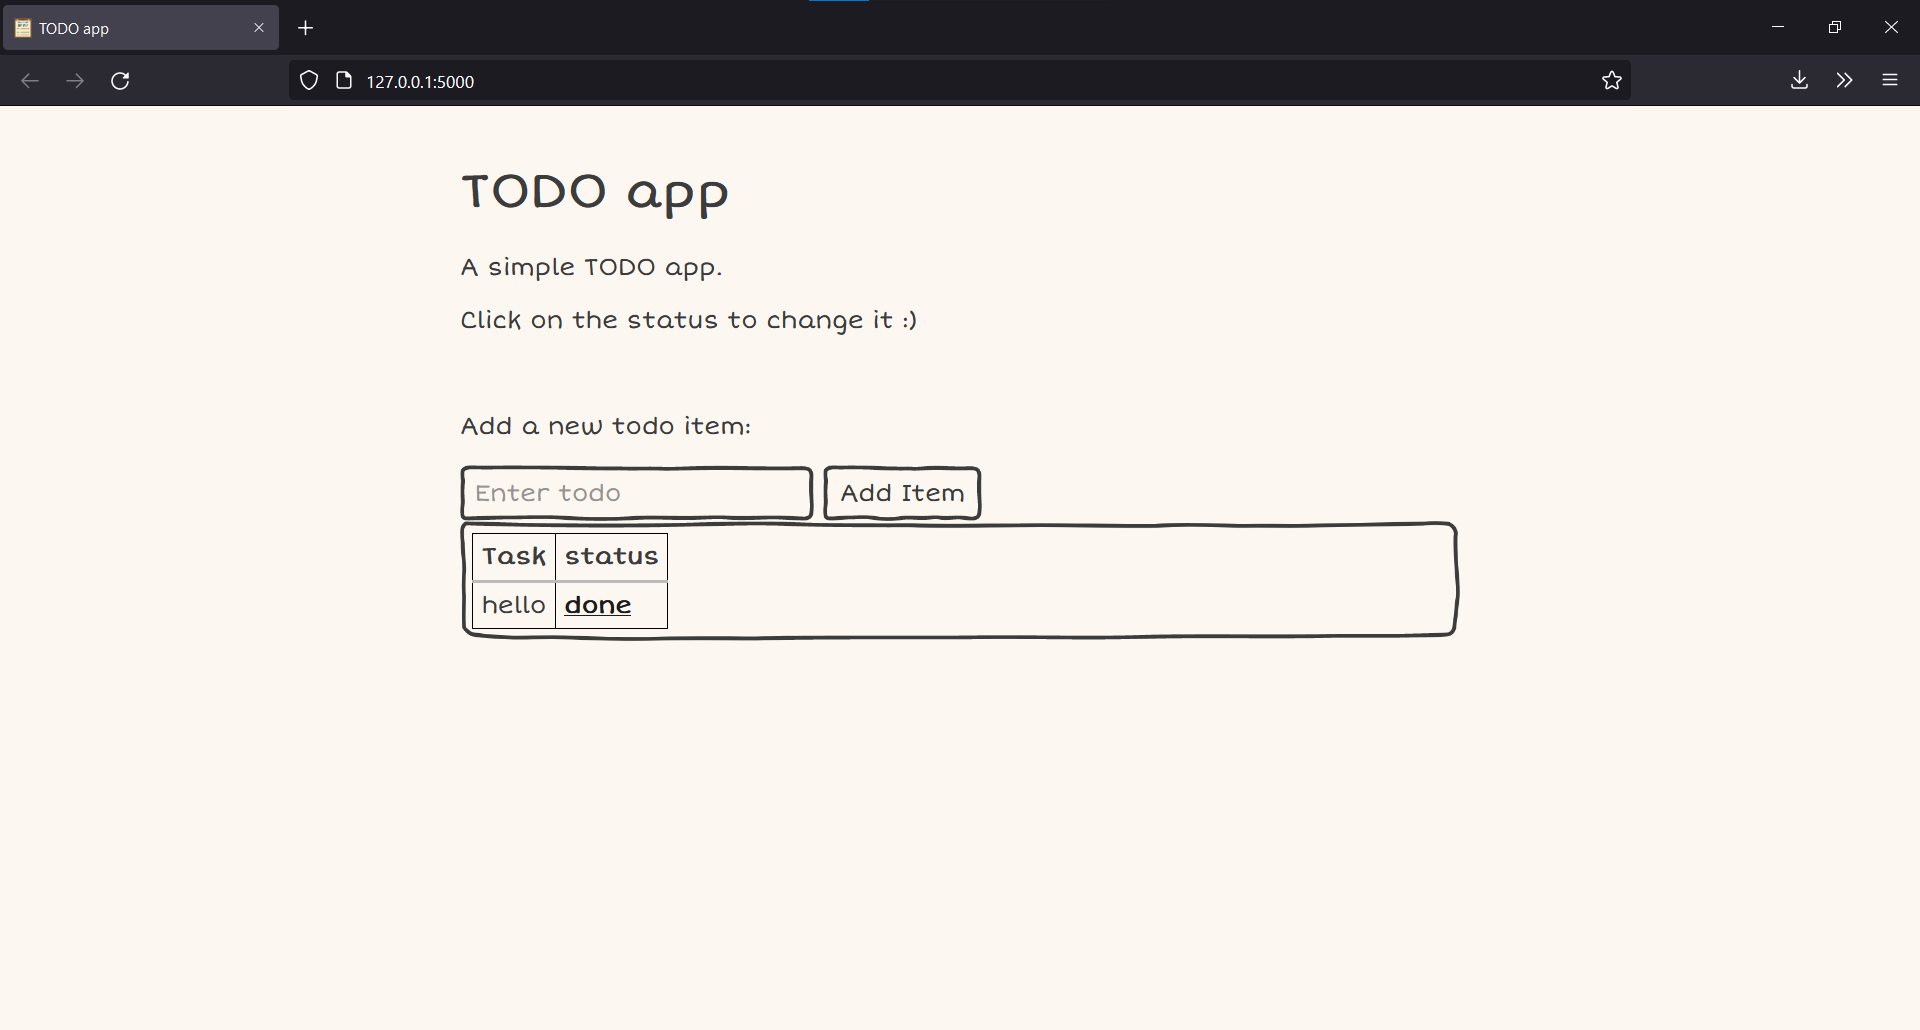 TODO app
127.0.0.1:5000
TODO app
A simple TODO app.
Click on the status to change it :)
Add a new todo item:
Enter todo Add Item
Task status
hello done